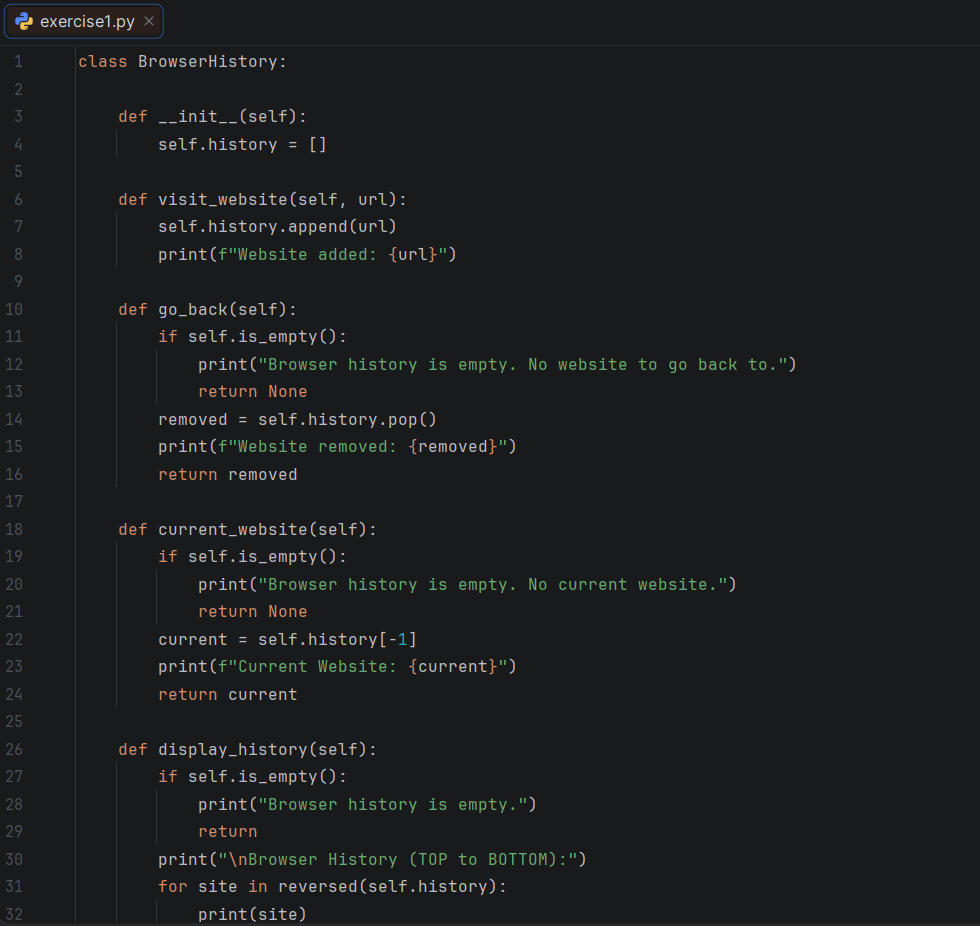 exercise1.py
1 class BrowserHistory:
2
3     def __init__(self):
4         self.history = []
5
6     def visit_website(self, url):
7         self.history.append(url)
8         print(f"Website added: {url}")
9
10     def go_back(self):
11         if self.is_empty():
12             print("Browser history is empty. No website to go back to.")
13             return None
14         removed = self.history.pop()
15         print(f"Website removed: {removed}")
16         return removed
17
18     def current_website(self):
19         if self.is_empty():
20             print("Browser history is empty. No current website.")
21             return None
22         current = self.history[-1]
23         print(f"Current Website: {current}")
24         return current
25
26     def display_history(self):
27         if self.is_empty():
28             print("Browser history is empty.")
29             return
30         print("\nBrowser History (TOP to BOTTOM):")
31         for site in reversed(self.history):
32             print(site)